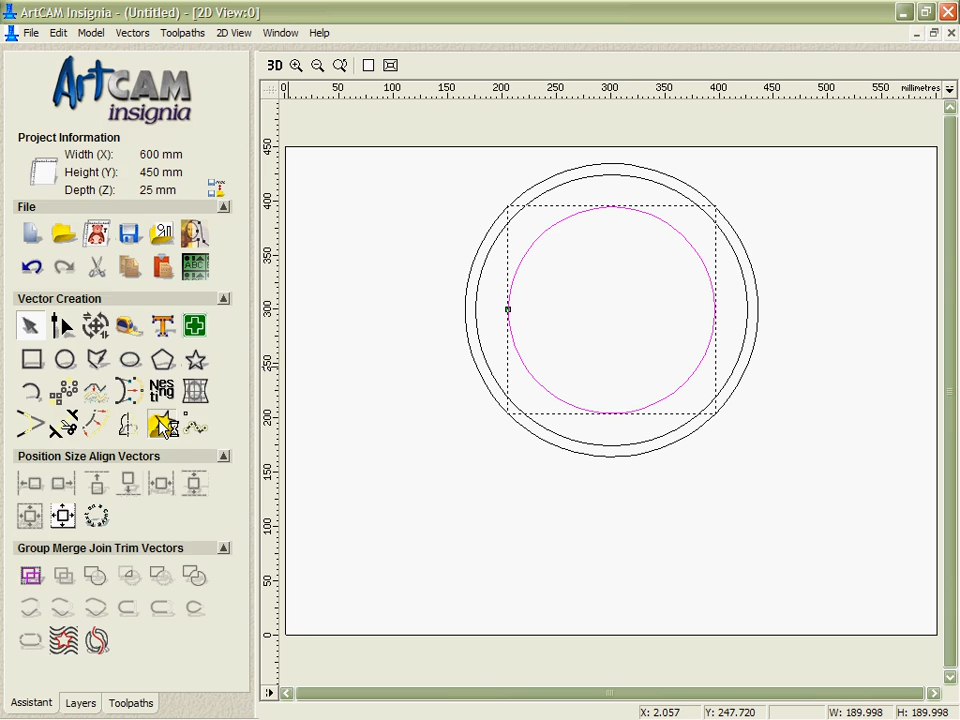 ArtCAM Insignia - (Untitled) - [2D View:0]
File Edit Model Vectors Toolpaths 2D View Window Help
ArtCAM
insignia
3D
0 50 100 150 200 250 300 350 400 450 500 550 millimetres
Project Information
Width (X): 600 mm
Height (Y): 450 mm
Depth (Z): 25 mm
File
ABC
Vector Creation
Nes
ting
Position Size Align Vectors
Group Merge Join Trim Vectors
450
400
350
300
250
200
150
100
50
0
Assistant Layers Toolpaths
X: 2.057 Y: 247.720 W: 189.998 H: 189.998